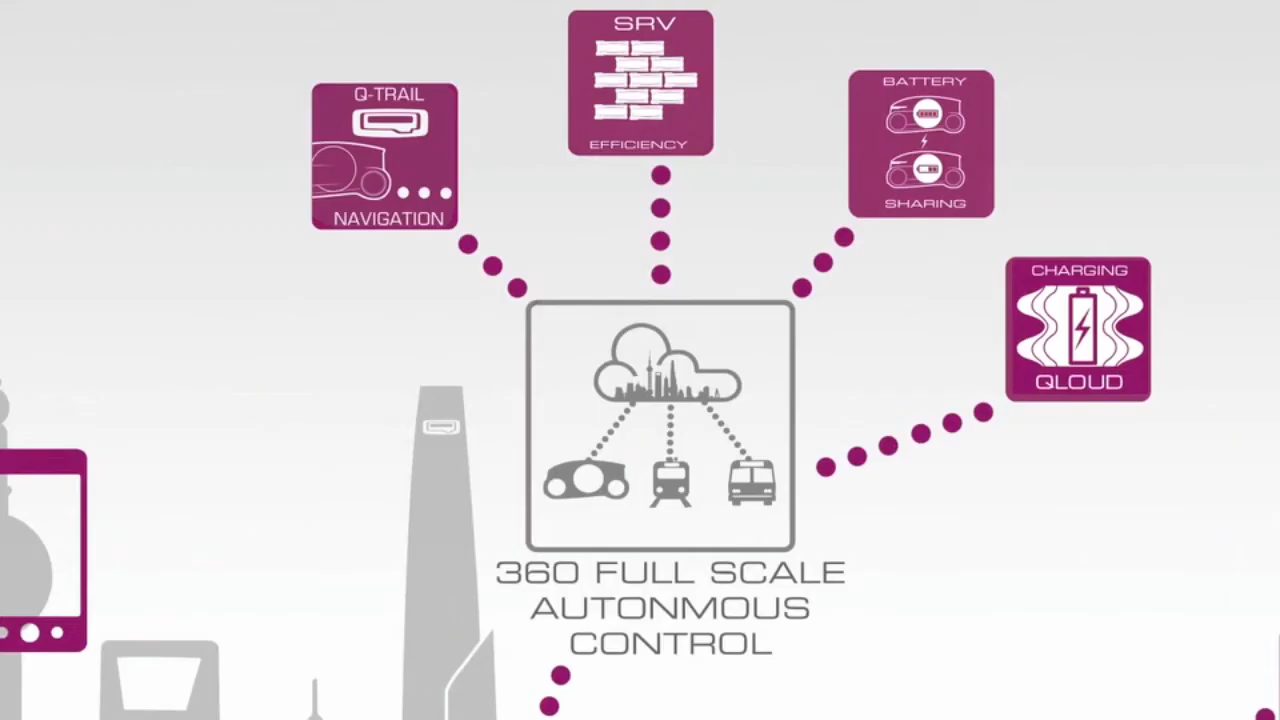 SRV
EFFICIENCY
Q-TRAIL
NAVIGATION
BATTERY
SHARING
CHARGING
QLOUD
360 FULL SCALE
AUTONMOUS
CONTROL